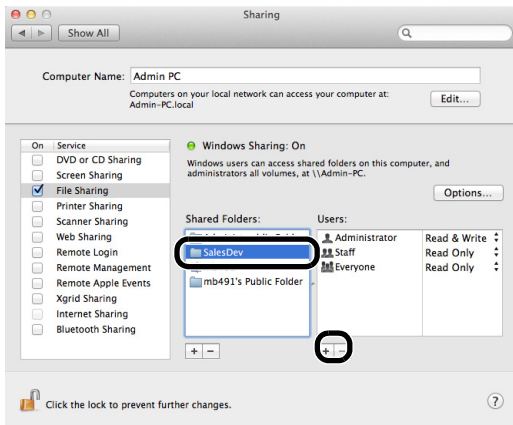 Sharing
Show All
Computer Name: Admin PC
Computers on your local network can access your computer at:
Admin-PC.local
Edit...
On Service
DVD or CD Sharing
Screen Sharing
File Sharing
Printer Sharing
Scanner Sharing
Web Sharing
Remote Login
Remote Management
Remote Apple Events
Xgrid Sharing
Internet Sharing
Bluetooth Sharing
Windows Sharing: On
Windows users can access shared folders on this computer, and
administrators all volumes, at \\Admin-PC.
Options...
Shared Folders:
SalesDev
mb491's Public Folder
+ −
Users:
Administrator Read & Write
Staff Read Only
Everyone Read Only
+ −
Click the lock to prevent further changes.
?